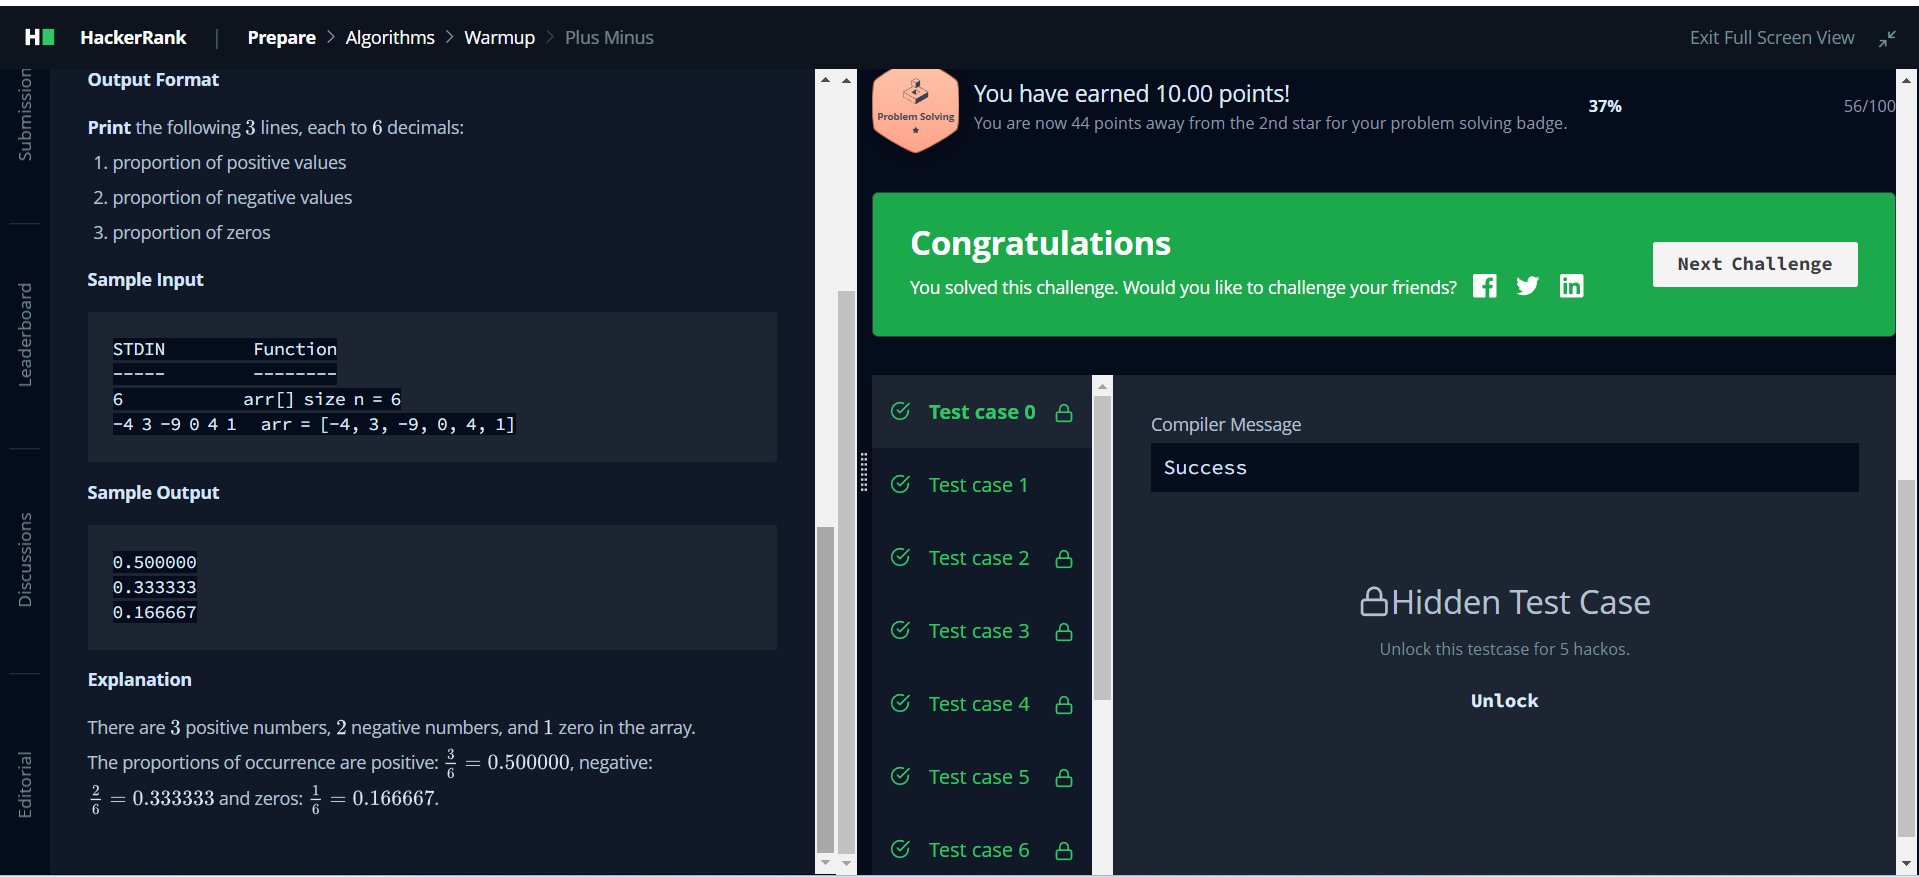 HackerRank | Prepare > Algorithms > Warmup > Plus Minus
Exit Full Screen View
Submission
Leaderboard
Discussions
Editorial
Output Format
Print the following 3 lines, each to 6 decimals:
1. proportion of positive values
2. proportion of negative values
3. proportion of zeros
Sample Input
STDIN Function
----- --------
6 arr[] size n = 6
-4 3 -9 0 4 1 arr = [-4, 3, -9, 0, 4, 1]
Sample Output
0.500000
0.333333
0.166667
Explanation
There are 3 positive numbers, 2 negative numbers, and 1 zero in the array.
The proportions of occurrence are positive: 3/6 = 0.500000, negative:
2/6 = 0.333333 and zeros: 1/6 = 0.166667.
Problem Solving
You have earned 10.00 points!
You are now 44 points away from the 2nd star for your problem solving badge.
37%
56/100
Congratulations
You solved this challenge. Would you like to challenge your friends?
Next Challenge
Test case 0
Test case 1
Test case 2
Test case 3
Test case 4
Test case 5
Test case 6
Compiler Message
Success
Hidden Test Case
Unlock this testcase for 5 hackos.
Unlock